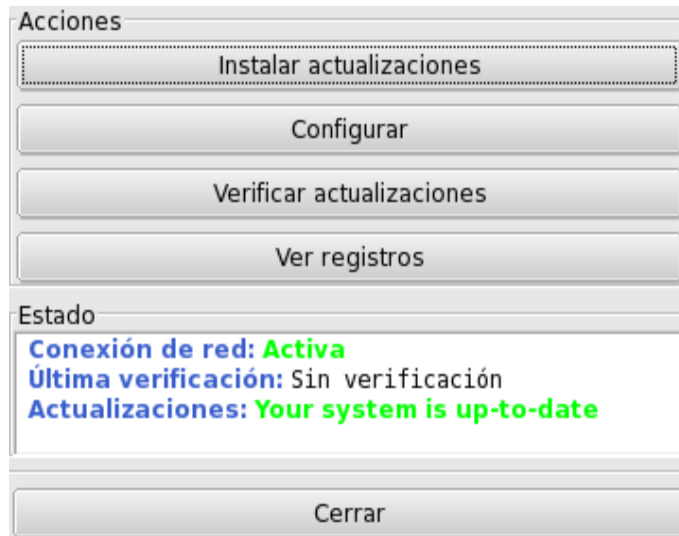 Acciones
Instalar actualizaciones
Configurar
Verificar actualizaciones
Ver registros
Estado
Conexión de red: Activa
Última verificación: Sin verificación
Actualizaciones: Your system is up-to-date
Cerrar